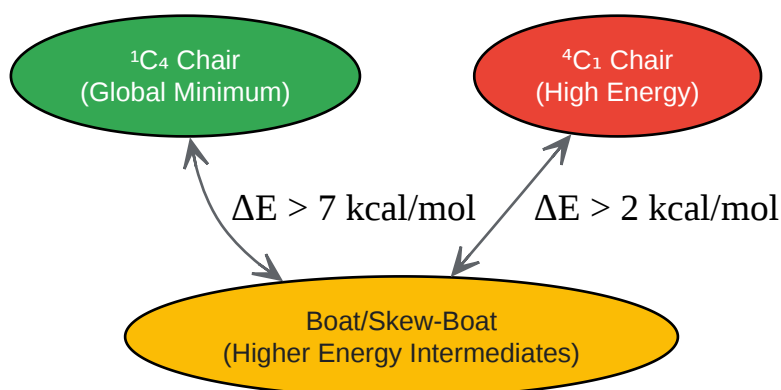 ¹C₄ Chair
(Global Minimum)
⁴C₁ Chair
(High Energy)
ΔE > 7 kcal/mol
ΔE > 2 kcal/mol
Boat/Skew-Boat
(Higher Energy Intermediates)